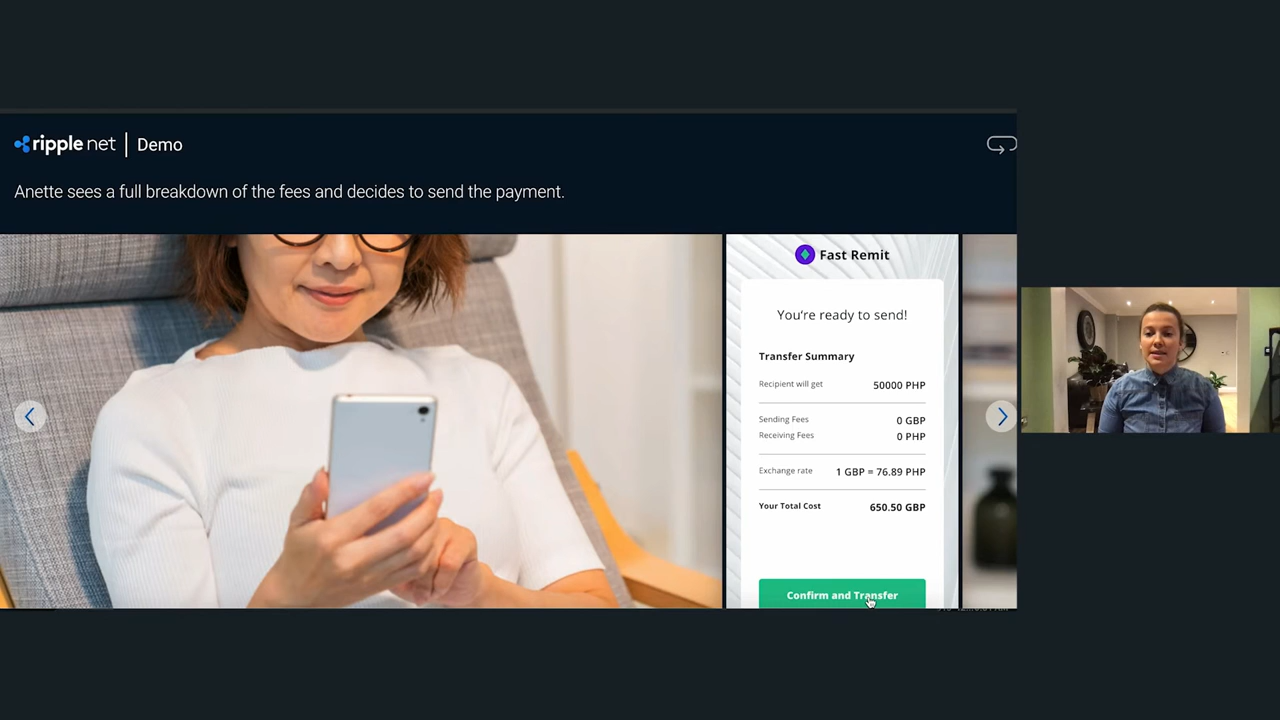 ripple net | Demo
Anette sees a full breakdown of the fees and decides to send the payment.
Fast Remit
You're ready to send!
Transfer Summary
Recipient will get 50000 PHP
Sending Fees 0 GBP
Receiving Fees 0 PHP
Exchange rate 1 GBP = 76.89 PHP
Your Total Cost 650.50 GBP
Confirm and Transfer